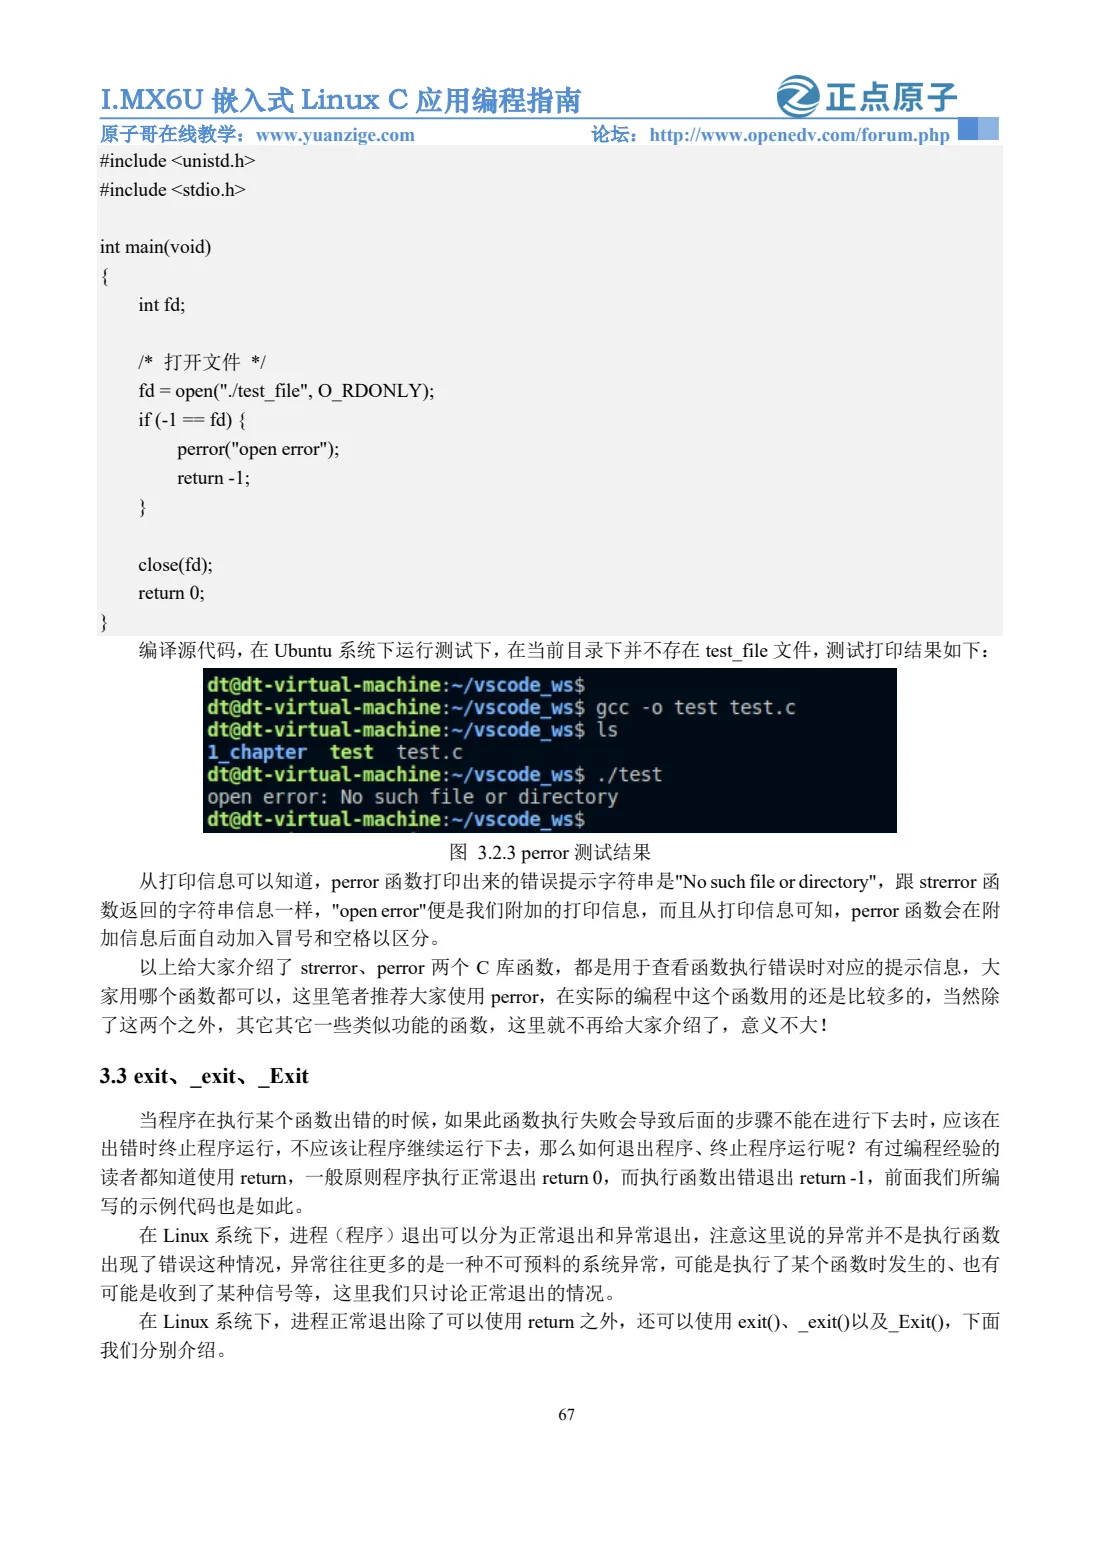 I.MX6U 嵌入式 Linux C 应用编程指南
正点原子
原子哥在线教学：www.yuanzige.com 论坛：http://www.openedv.com/forum.php
#include <unistd.h>
#include <stdio.h>
int main(void)
{
int fd;
/* 打开文件 */
fd = open("./test_file", O_RDONLY);
if (-1 == fd) {
perror("open error");
return -1;
}
close(fd);
return 0;
}
编译源代码，在 Ubuntu 系统下运行测试下，在当前目录下并不存在 test_file 文件，测试打印结果如下：
dt@dt-virtual-machine:~/vscode_ws$
dt@dt-virtual-machine:~/vscode_ws$ gcc -o test test.c
dt@dt-virtual-machine:~/vscode_ws$ ls
1_chapter test test.c
dt@dt-virtual-machine:~/vscode_ws$ ./test
open error: No such file or directory
dt@dt-virtual-machine:~/vscode_ws$
图 3.2.3 perror 测试结果
从打印信息可以知道，perror 函数打印出来的错误提示字符串是"No such file or directory"，跟 strerror 函
数返回的字符串信息一样，"open error"便是我们附加的打印信息，而且从打印信息可知，perror 函数会在附
加信息后面自动加入冒号和空格以区分。
以上给大家介绍了 strerror、perror 两个 C 库函数，都是用于查看函数执行错误时对应的提示信息，大
家用哪个函数都可以，这里笔者推荐大家使用 perror，在实际的编程中这个函数用的还是比较多的，当然除
了这两个之外，其它其它一些类似功能的函数，这里就不再给大家介绍了，意义不大！
3.3 exit、_exit、_Exit
当程序在执行某个函数出错的时候，如果此函数执行失败会导致后面的步骤不能在进行下去时，应该在
出错时终止程序运行，不应该让程序继续运行下去，那么如何退出程序、终止程序运行呢？有过编程经验的
读者都知道使用 return，一般原则程序执行正常退出 return 0，而执行函数出错退出 return -1，前面我们所编
写的示例代码也是如此。
在 Linux 系统下，进程（程序）退出可以分为正常退出和异常退出，注意这里说的异常并不是执行函数
出现了错误这种情况，异常往往更多的是一种不可预料的系统异常，可能是执行了某个函数时发生的、也有
可能是收到了某种信号等，这里我们只讨论正常退出的情况。
在 Linux 系统下，进程正常退出除了可以使用 return 之外，还可以使用 exit()、_exit()以及_Exit()，下面
我们分别介绍。
67